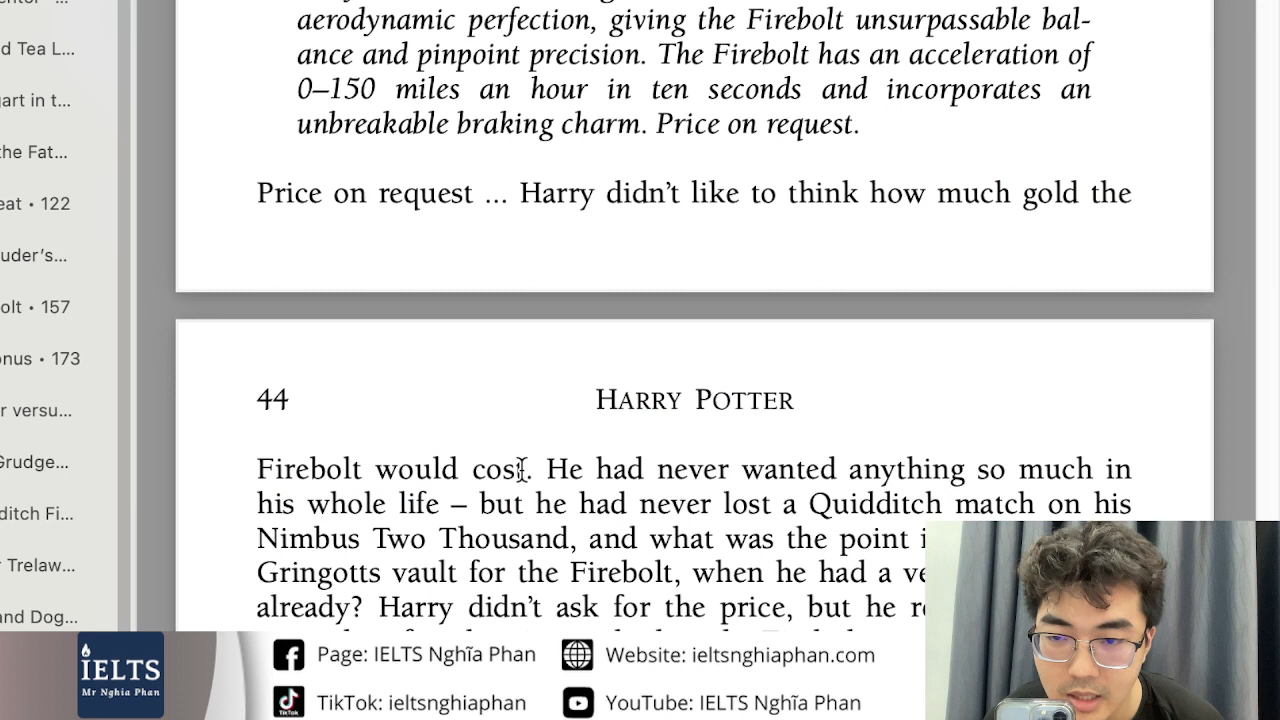 d Tea L...
art in t...
he Fat...
eat • 122
uder's...
olt • 157
onus • 173
r versu...
Grudge...
ditch Fi...
r Trelaw...
and Dog...
aerodynamic perfection, giving the Firebolt unsurpassable bal-
ance and pinpoint precision. The Firebolt has an acceleration of
0–150 miles an hour in ten seconds and incorporates an
unbreakable braking charm. Price on request.
Price on request ... Harry didn't like to think how much gold the
44 HARRY POTTER
Firebolt would cost. He had never wanted anything so much in
his whole life – but he had never lost a Quidditch match on his
Nimbus Two Thousand, and what was the point i
Gringotts vault for the Firebolt, when he had a ve
already? Harry didn't ask for the price, but he re
IELTS
Mr Nghia Phan
Page: IELTS Nghĩa Phan
Website: ieltsnghiaphan.com
TikTok: ieltsnghiaphan
YouTube: IELTS Nghĩa Phan